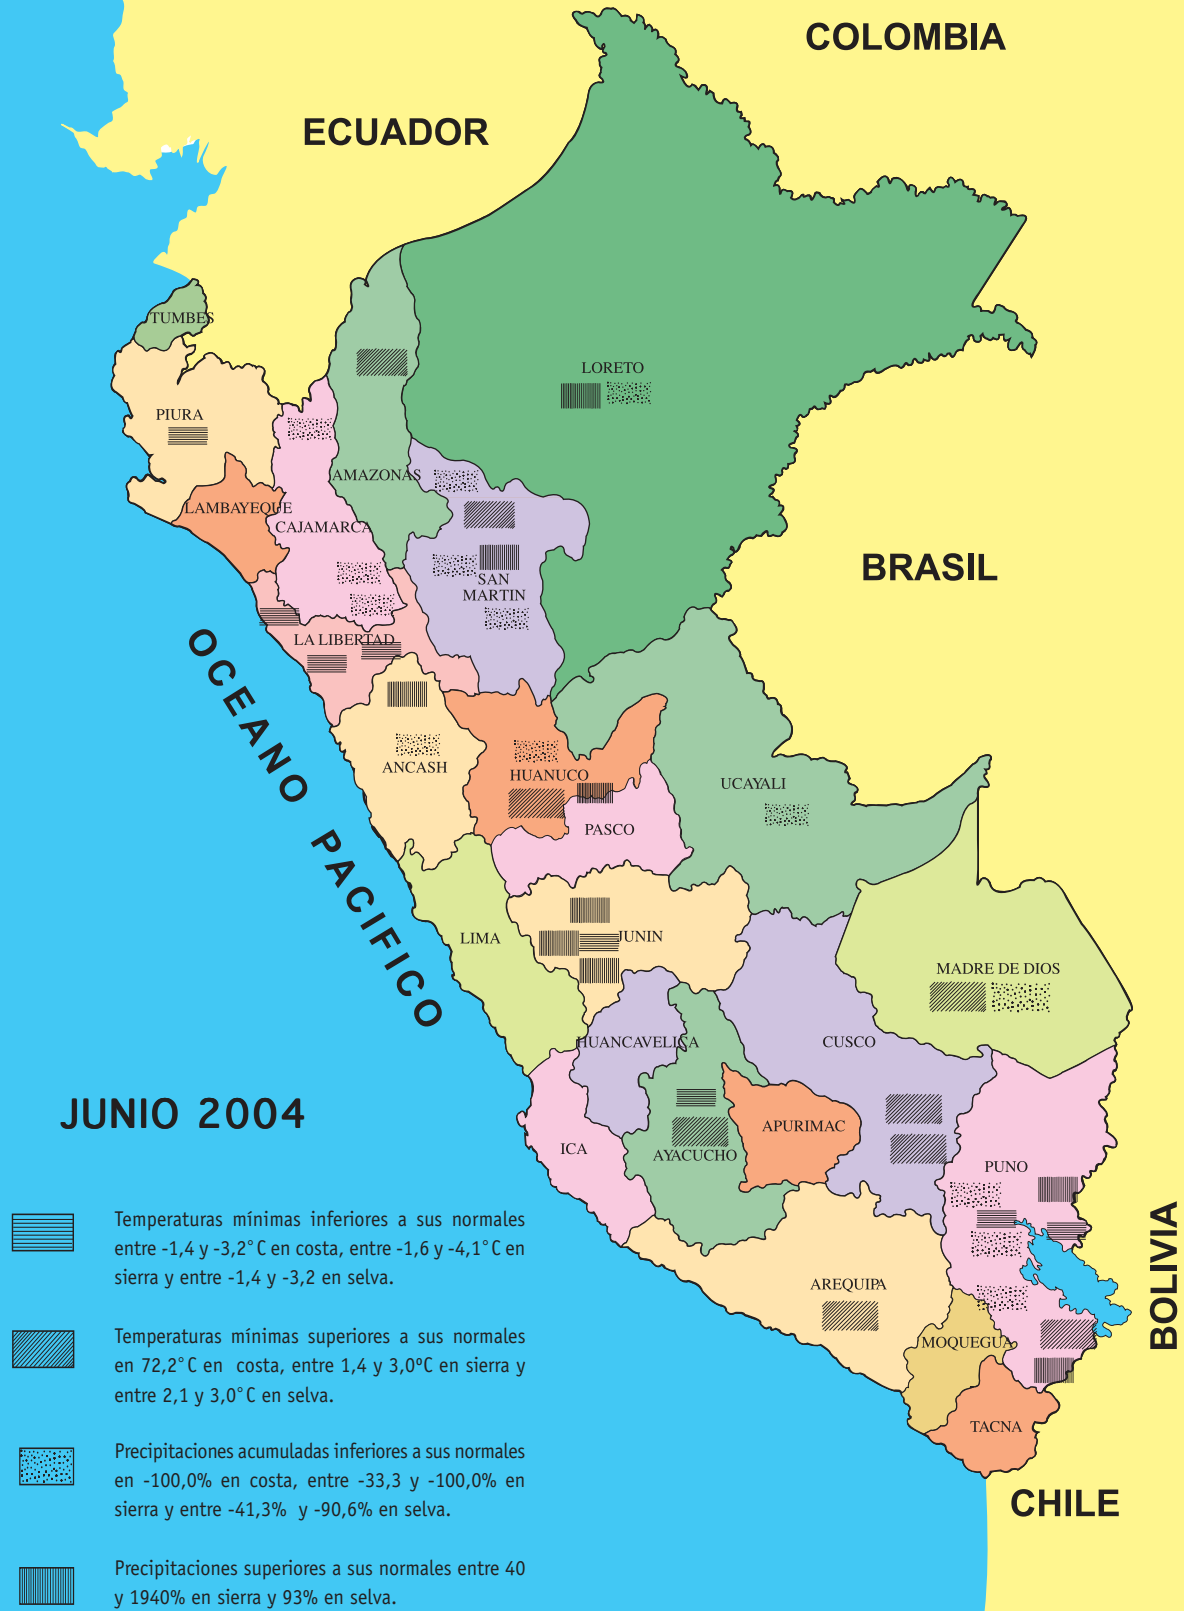 COLOMBIA
ECUADOR
TUMBES
LORETO
PIURA
AMAZONAS
LAMBAYEQUE
CAJAMARCA
BRASIL
SAN
MARTIN
LA LIBERTAD
OCEANO PACIFICO
ANCASH
HUANUCO
UCAYALI
PASCO
LIMA
JUNIN
MADRE DE DIOS
HUANCAVELICA
CUSCO
JUNIO 2004
APURIMAC
ICA
AYACUCHO
PUNO
BOLIVIA
AREQUIPA
MOQUEGUA
TACNA
CHILE
Temperaturas mínimas inferiores a sus normales
entre -1,4 y -3,2°C en costa, entre -1,6 y -4,1°C en
sierra y entre -1,4 y -3,2 en selva.
Temperaturas mínimas superiores a sus normales
en 72,2°C en costa, entre 1,4 y 3,0ºC en sierra y
entre 2,1 y 3,0°C en selva.
Precipitaciones acumuladas inferiores a sus normales
en -100,0% en costa, entre -33,3 y -100,0% en
sierra y entre -41,3% y -90,6% en selva.
Precipitaciones superiores a sus normales entre 40
y 1940% en sierra y 93% en selva.